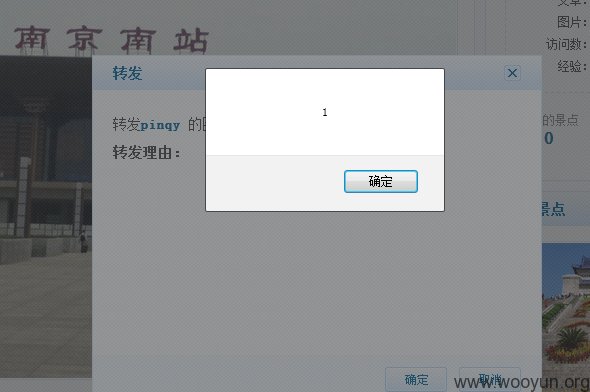 文章:
南京南站
图片:
访问数:
转发
经验:
1
转发pinqy 的图
的景点
转发理由:
0
确定
景点
确定
取消
www.wooyun.org